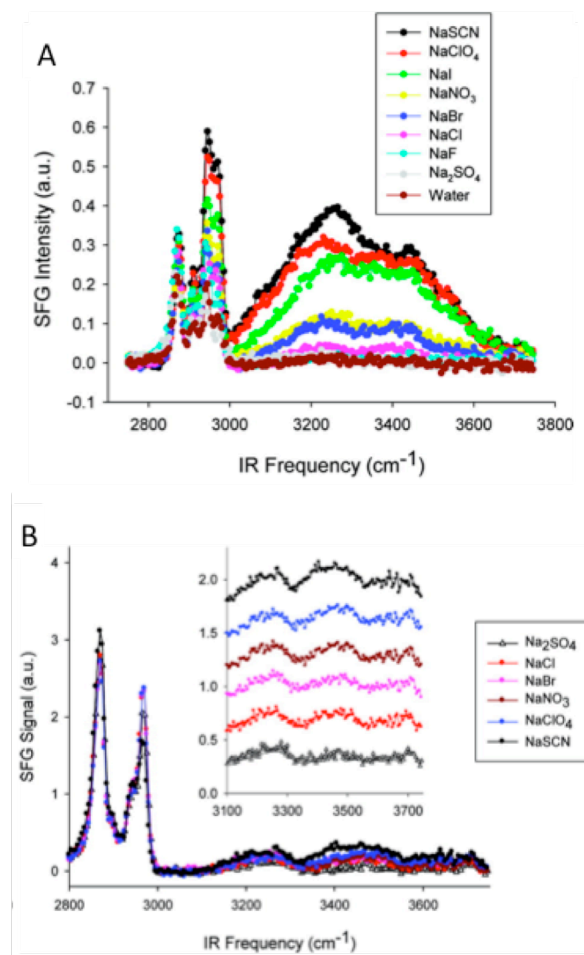 A
NaSCN
NaClO₄
NaI
NaNO₃
NaBr
NaCl
NaF
Na₂SO₄
Water
SFG Intensity (a.u.)
0.7
0.6
0.5
0.4
0.3
0.2
0.1
0.0
-0.1
2800 3000 3200 3400 3600 3800
IR Frequency (cm⁻¹)
B
SFG Signal (a.u.)
4
3
2
1
0
2.0
1.5
1.0
0.5
0.0
3100 3300 3500 3700
Na₂SO₄
NaCl
NaBr
NaNO₃
NaClO₄
NaSCN
2800 3000 3200 3400 3600
IR Frequency (cm⁻¹)